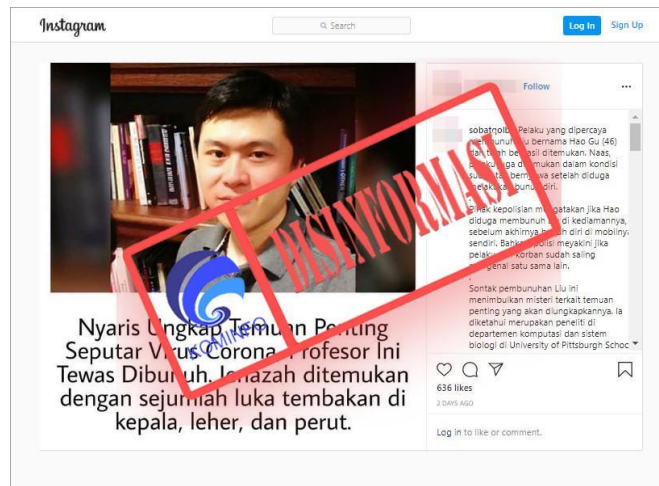 Instagram
Search
Log In
Sign Up
Follow
Pelaku yang dipercaya
bernama Hao Gu (46)
ditemukan. Naas,
ditemukan dalam kondisi
setelah diduga
kepolisian mengatakan jika Hao
diduga membunuh di kediamannya,
sebelum akhirnya diri di mobilnya
sendiri. Bahkan polisi meyakini jika
korban sudah saling
satu sama lain.
Sontak pembunuhan Liu ini
menimbulkan misteri terkait temuan
penting yang akan diungkapkannya. Ia
diketahui merupakan peneliti di
departemen komputasi dan sistem
biologi di University of Pittsburgh Schoo
DISINFORMASI
KOMINFO
Nyaris Ungkap Temuan Penting
Seputar Virus Corona, Profesor Ini
Tewas Dibunuh. Jenazah ditemukan
dengan sejumlah luka tembakan di
kepala, leher, dan perut.
636 likes
2 DAYS AGO
Log in to like or comment.